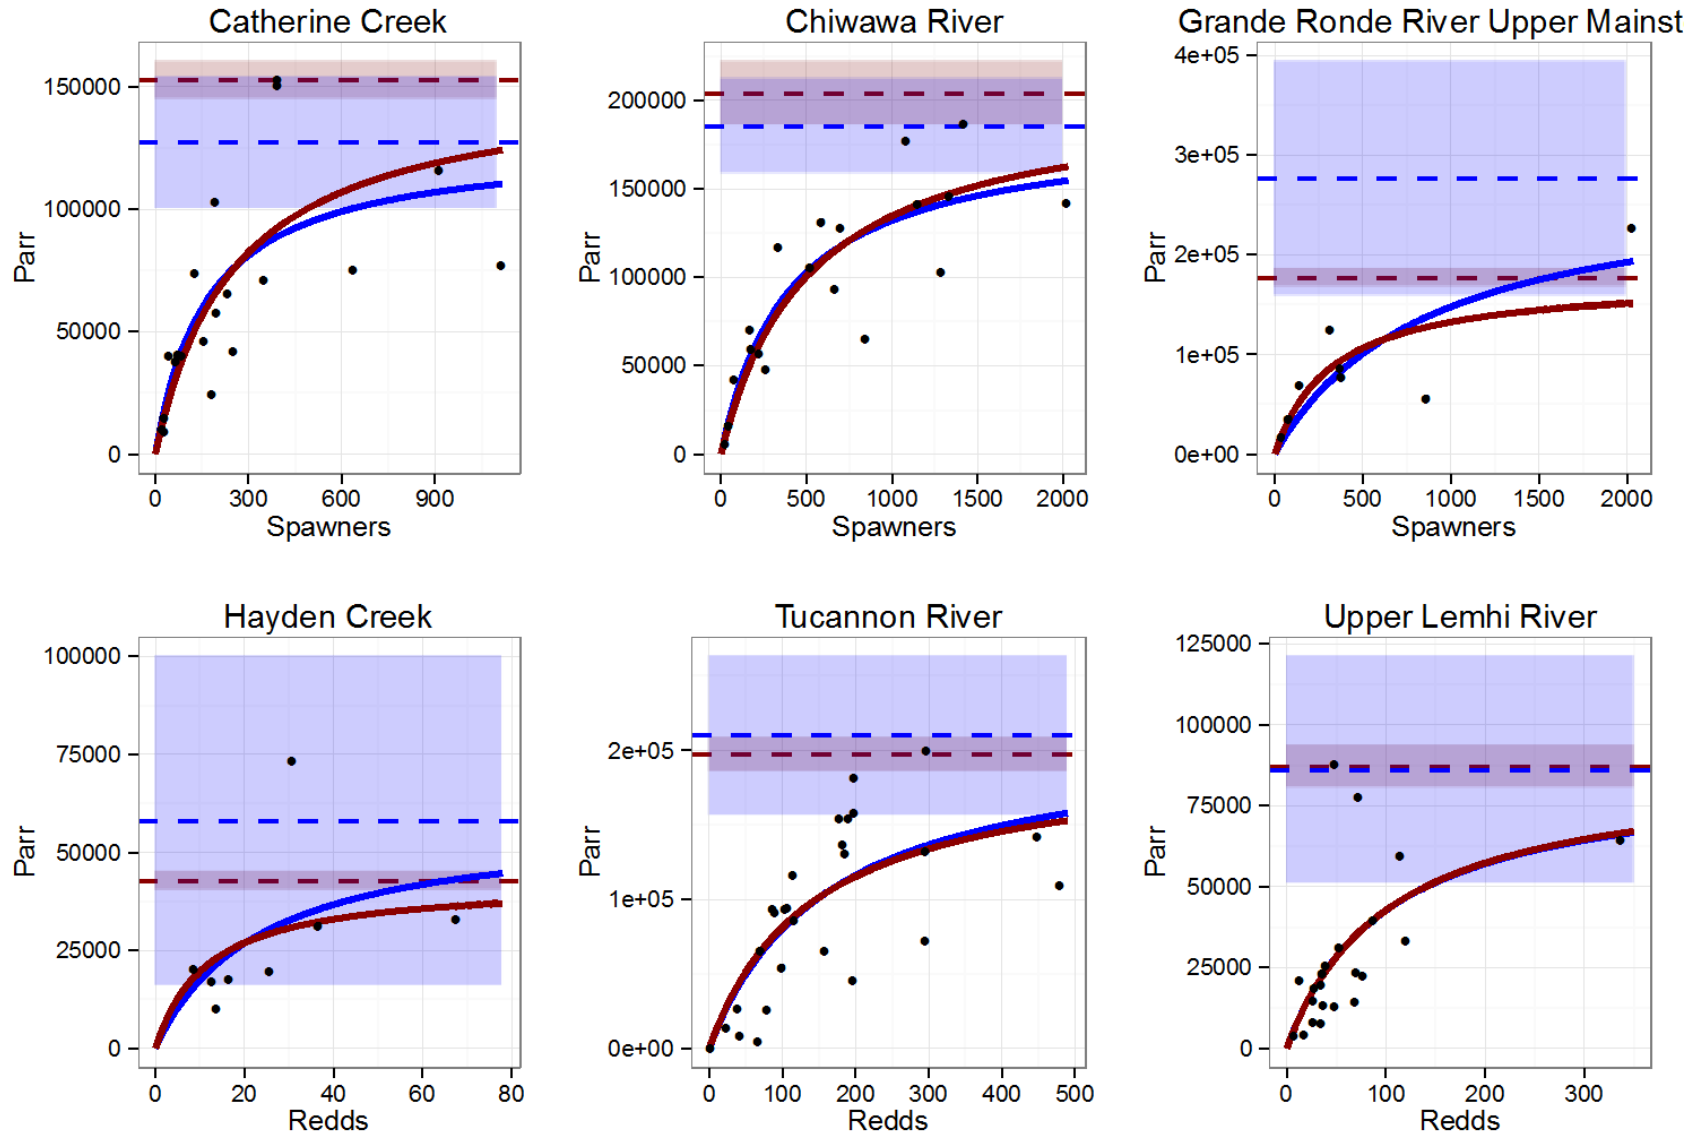 Catherine Creek
Parr
150000
100000
50000
0
0 300 600 900
Spawners
Chiwawa River
Parr
200000
150000
100000
50000
0
0 500 1000 1500 2000
Spawners
Grande Ronde River Upper Mainst
Parr
4e+05
3e+05
2e+05
1e+05
0e+00
0 500 1000 1500 2000
Spawners
Hayden Creek
Parr
100000
75000
50000
25000
0
0 20 40 60 80
Redds
Tucannon River
Parr
2e+05
1e+05
0e+00
0 100 200 300 400 500
Redds
Upper Lemhi River
Parr
125000
100000
75000
50000
25000
0
0 100 200 300
Redds